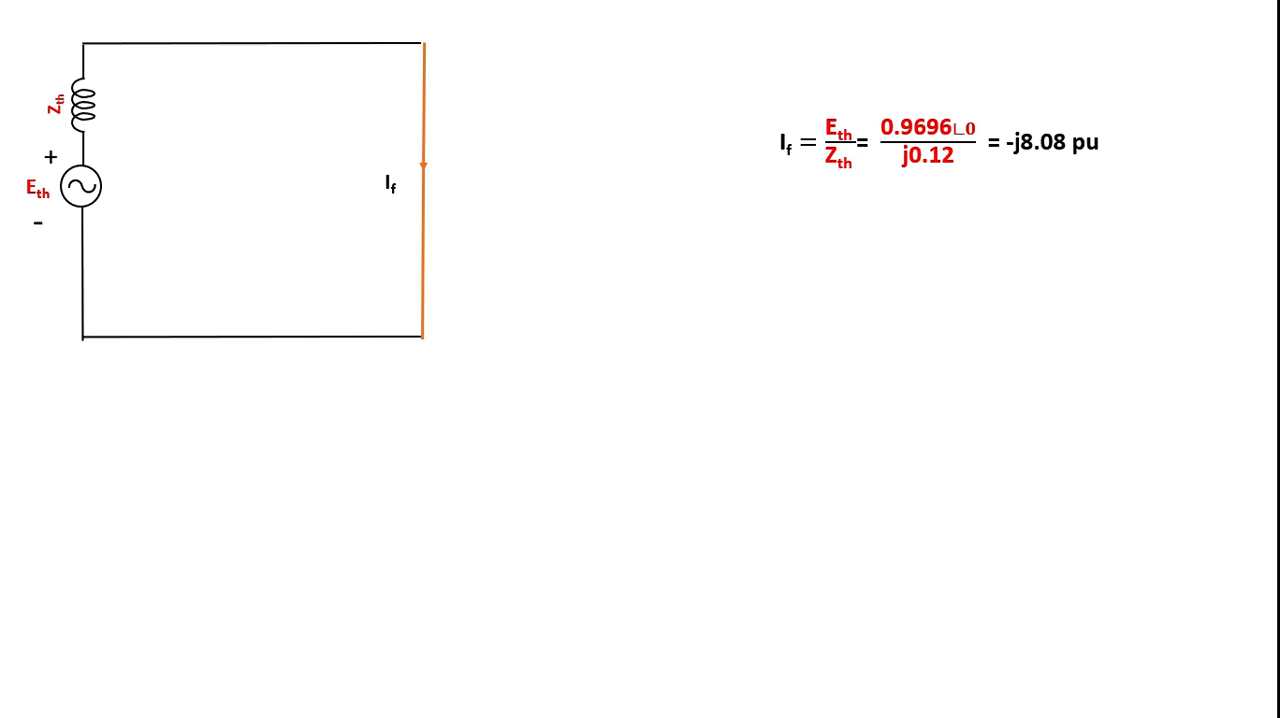 Zth
+
Eth
-
If
If = Eth/Zth = 0.9696∟0/j0.12 = -j8.08 pu